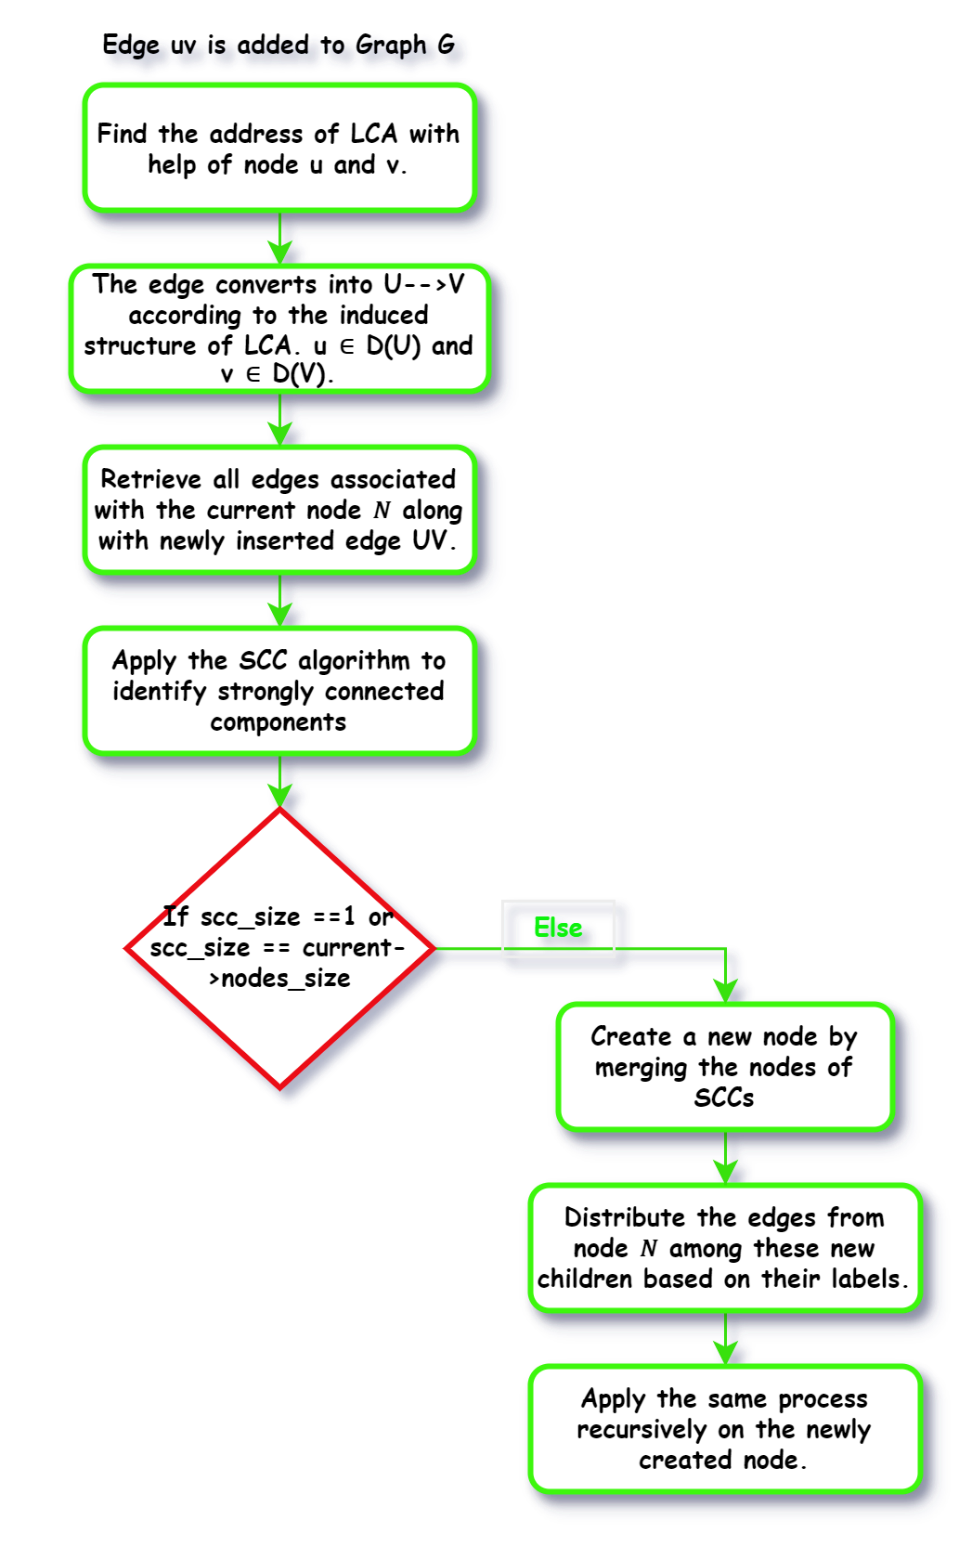 Edge uv is added to Graph G
Find the address of LCA with
help of node u and v.
The edge converts into U-->V
according to the induced
structure of LCA. u ∈ D(U) and
v ∈ D(V).
Retrieve all edges associated
with the current node N along
with newly inserted edge UV.
Apply the SCC algorithm to
identify strongly connected
components
If scc_size ==1 or
scc_size == current-
>nodes_size
Else
Create a new node by
merging the nodes of
SCCs
Distribute the edges from
node N among these new
children based on their labels.
Apply the same process
recursively on the newly
created node.